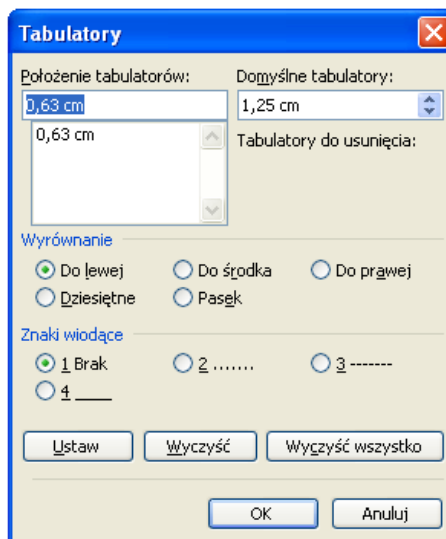 Tabulatory
Położenie tabulatorów: Domyślne tabulatory:
0,63 cm 1,25 cm
0,63 cm Tabulatory do usunięcia:
Wyrównanie
Do lewej Do środka Do prawej
Dziesiętne Pasek
Znaki wiodące
1 Brak 2 ....... 3 -------
4 ____
Ustaw Wyczyść Wyczyść wszystko
OK Anuluj